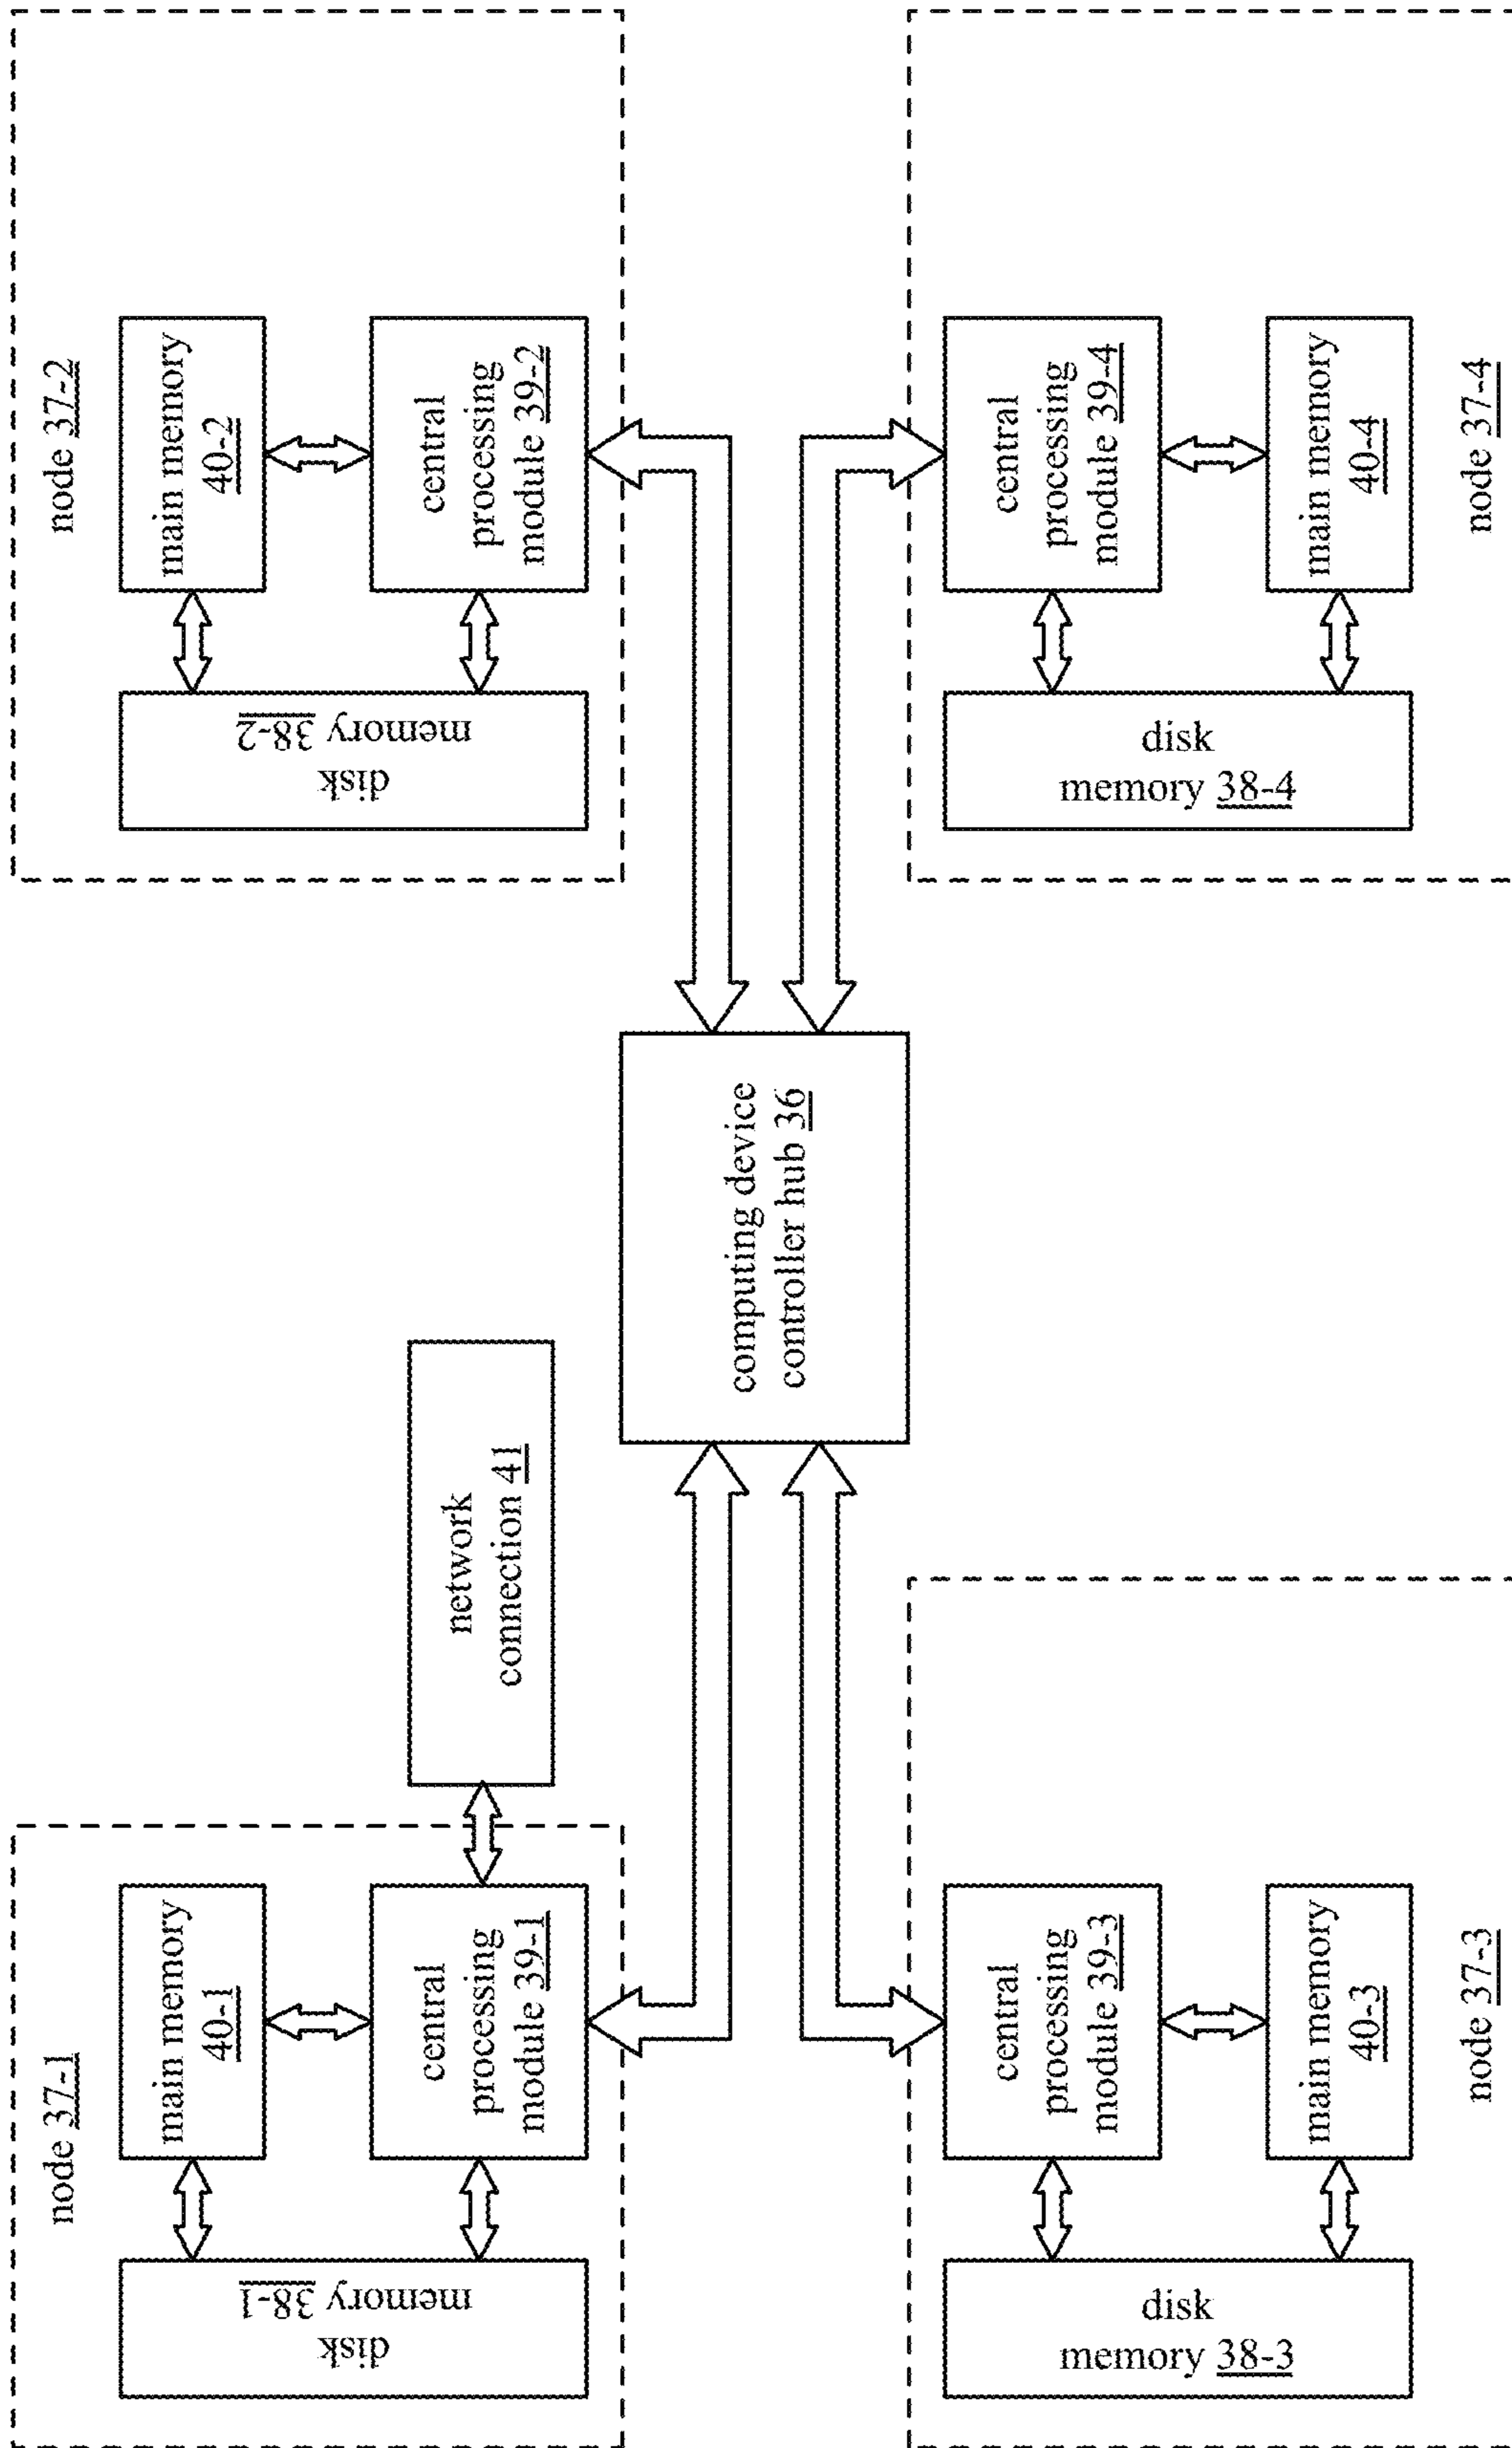 node 37-1
main memory
40-1
central
processing
module 39-1
disk
memory 38-1
network
connection 41
node 37-2
main memory
40-2
central
processing
module 39-2
disk
memory 38-2
computing device
controller hub 36
central
processing
module 39-3
main memory
40-3
disk
memory 38-3
node 37-3
central
processing
module 39-4
main memory
40-4
disk
memory 38-4
node 37-4